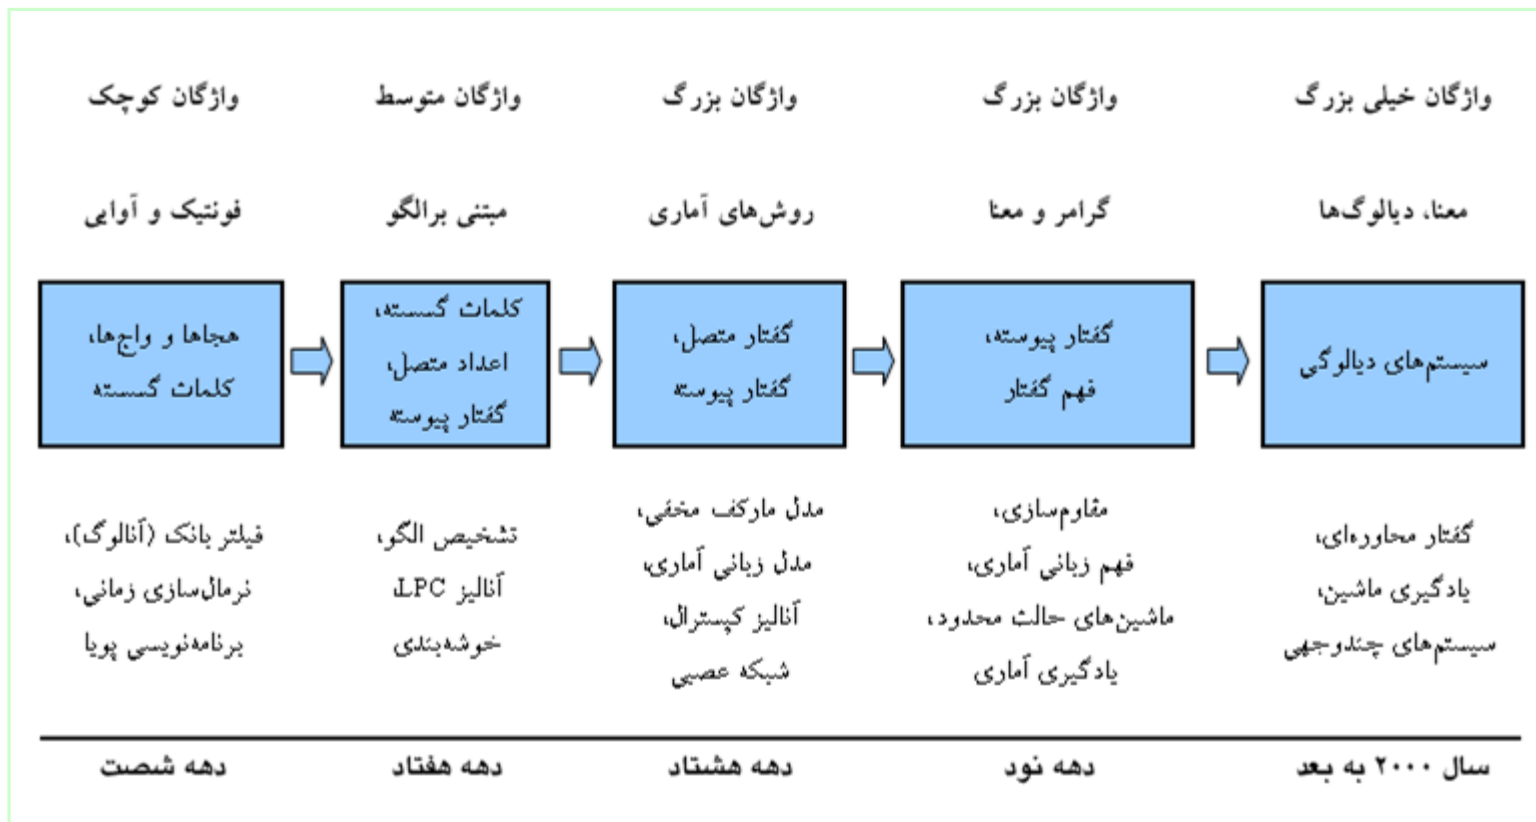 واژگان کوچک
واژگان متوسط
واژگان بزرگ
واژگان بزرگ
واژگان خیلی بزرگ
فونتیک و آوایی
مبتنی برالگو
روش‌های آماری
گرامر و معنا
معنا، دیالوگ‌ها
هجاها و واج‌ها،
کلمات گسسته
کلمات گسسته،
اعداد متصل،
گفتار پیوسته
گفتار متصل،
گفتار پیوسته
گفتار پیوسته،
فهم گفتار
سیستم‌های دیالوگی
فیلتر بانک (آنالوگ)،
نرمال‌سازی زمانی،
برنامه‌نویسی پویا
تشخیص الگو،
آنالیز LPC،
خوشه‌بندی
مدل مارکف مخفی،
مدل زبانی آماری،
آنالیز کپسترال،
شبکه عصبی
مقاوم‌سازی،
فهم زبانی آماری،
ماشین‌های حالت محدود،
یادگیری آماری
گفتار محاوره‌ای،
یادگیری ماشین،
سیستم‌های چندوجهی
دهه شصت
دهه هفتاد
دهه هشتاد
دهه نود
سال ۲۰۰۰ به بعد